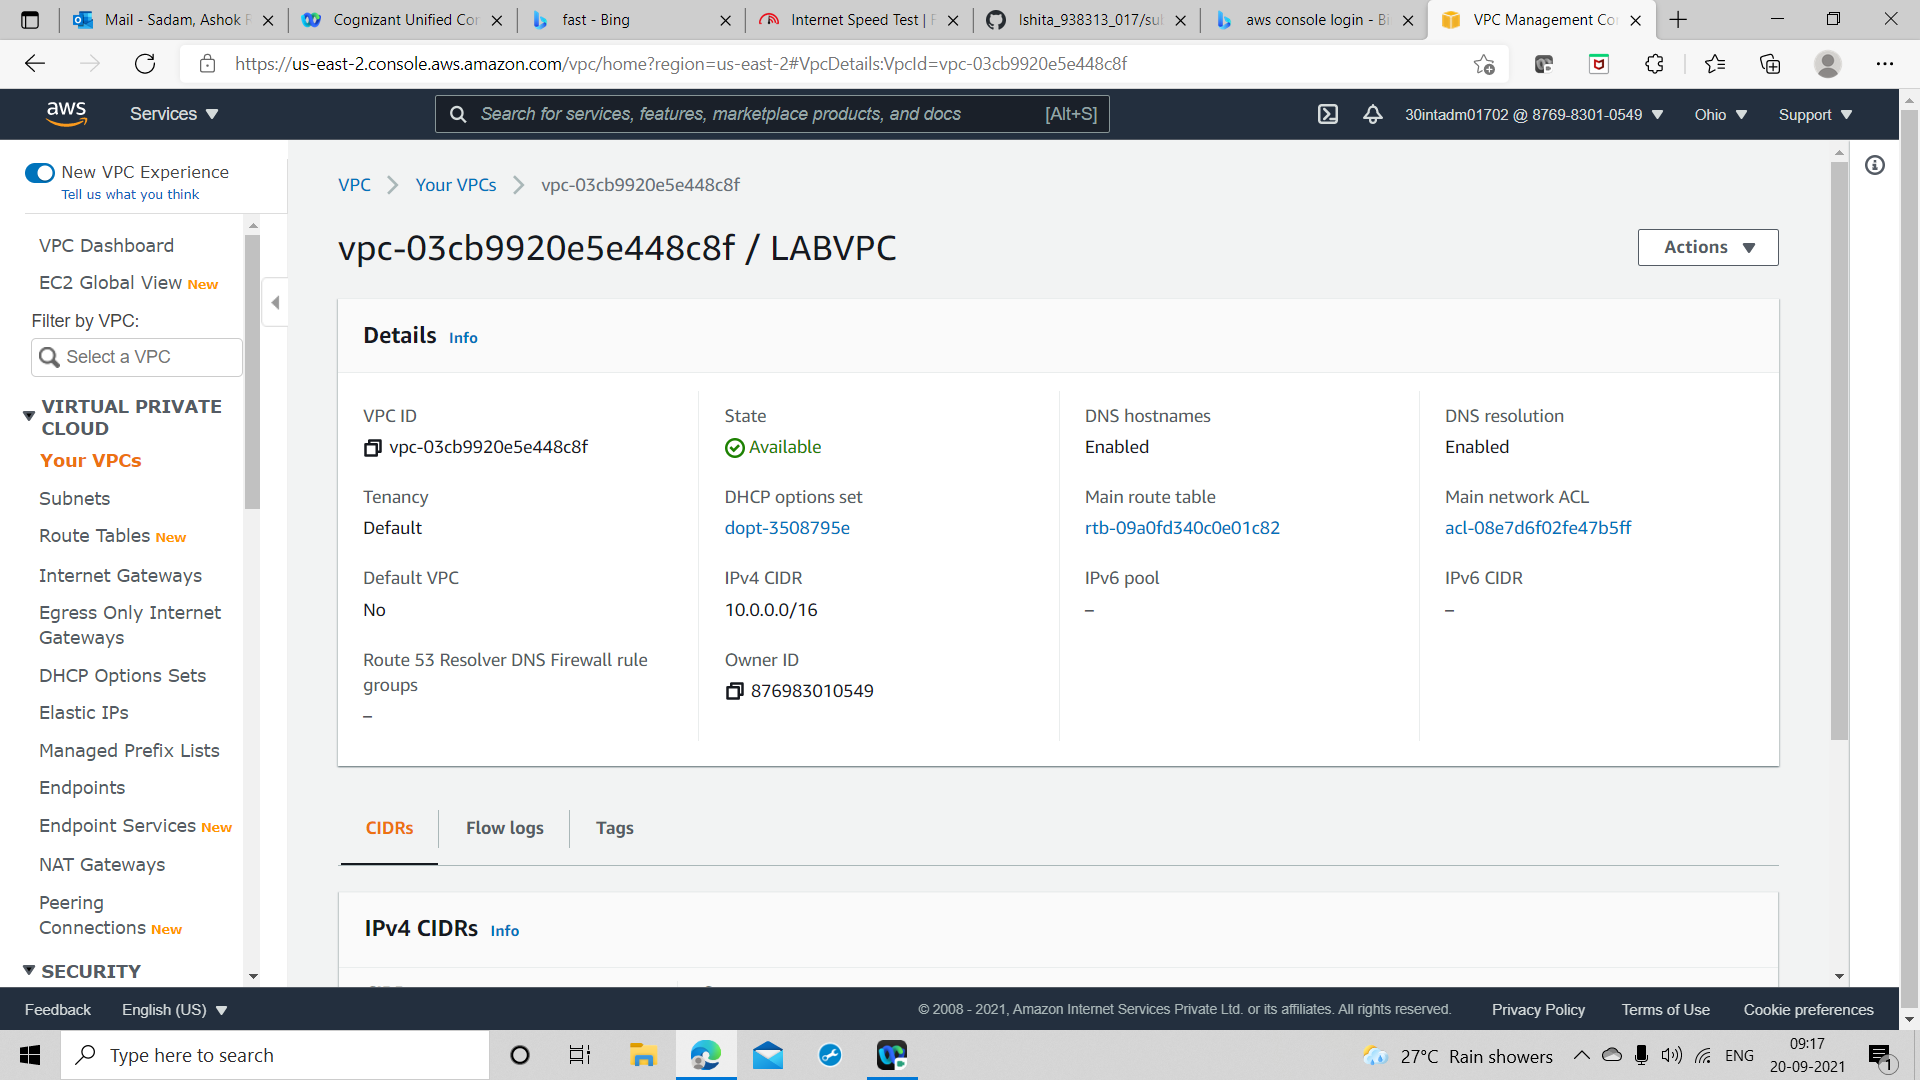 Mail - Sadam, Ashok
Cognizant Unified Cor
fast - Bing
Internet Speed Test | F
Ishita_938313_017/su
aws console login - Bi
VPC Management Co
https://us-east-2.console.aws.amazon.com/vpc/home?region=us-east-2#VpcDetails:VpcId=vpc-03cb9920e5e448c8f
aws
Services
Search for services, features, marketplace products, and docs
[Alt+S]
30intadm01702 @ 8769-8301-0549
Ohio
Support
New VPC Experience
Tell us what you think
VPC Dashboard
EC2 Global View New
Filter by VPC:
Select a VPC
VIRTUAL PRIVATE
CLOUD
Your VPCs
Subnets
Route Tables New
Internet Gateways
Egress Only Internet
Gateways
DHCP Options Sets
Elastic IPs
Managed Prefix Lists
Endpoints
Endpoint Services New
NAT Gateways
Peering
Connections New
SECURITY
VPC
Your VPCs
vpc-03cb9920e5e448c8f
vpc-03cb9920e5e448c8f / LABVPC
Actions
Details Info
VPC ID
vpc-03cb9920e5e448c8f
State
Available
DNS hostnames
Enabled
DNS resolution
Enabled
Tenancy
Default
DHCP options set
dopt-3508795e
Main route table
rtb-09a0fd340c0e01c82
Main network ACL
acl-08e7d6f02fe47b5ff
Default VPC
No
IPv4 CIDR
10.0.0.0/16
IPv6 pool
–
IPv6 CIDR
–
Route 53 Resolver DNS Firewall rule
groups
–
Owner ID
876983010549
CIDRs
Flow logs
Tags
IPv4 CIDRs Info
Feedback
English (US)
© 2008 - 2021, Amazon Internet Services Private Ltd. or its affiliates. All rights reserved.
Privacy Policy
Terms of Use
Cookie preferences
Type here to search
27°C Rain showers
ENG
09:17
20-09-2021
1